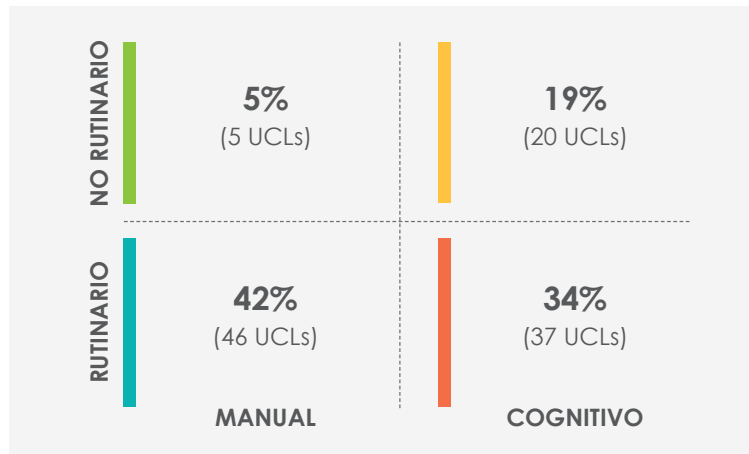 NO RUTINARIO
5%
(5 UCLs)
19%
(20 UCLs)
RUTINARIO
42%
(46 UCLs)
34%
(37 UCLs)
MANUAL
COGNITIVO